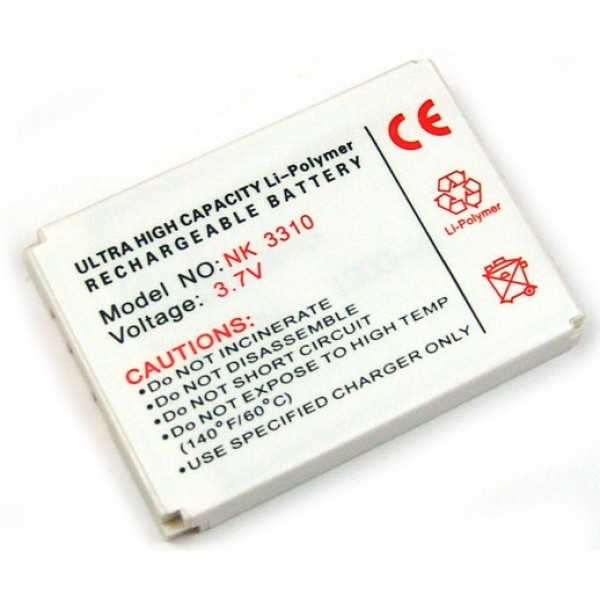 ULTRA HIGH CAPACITY Li-Polymer
RECHARGEABLE BATTERY
Model NO: NK 3310
Voltage: 3.7V
CAUTIONS:
•DO NOT INCINERATE
•DO NOT DISASSEMBLE
•DO NOT SHORT CIRCUIT
•DO NOT EXPOSE TO HIGH TEMP
(140°F/60°C)
•USE SPECIFIED CHARGER ONLY
CE
Li-Polymer